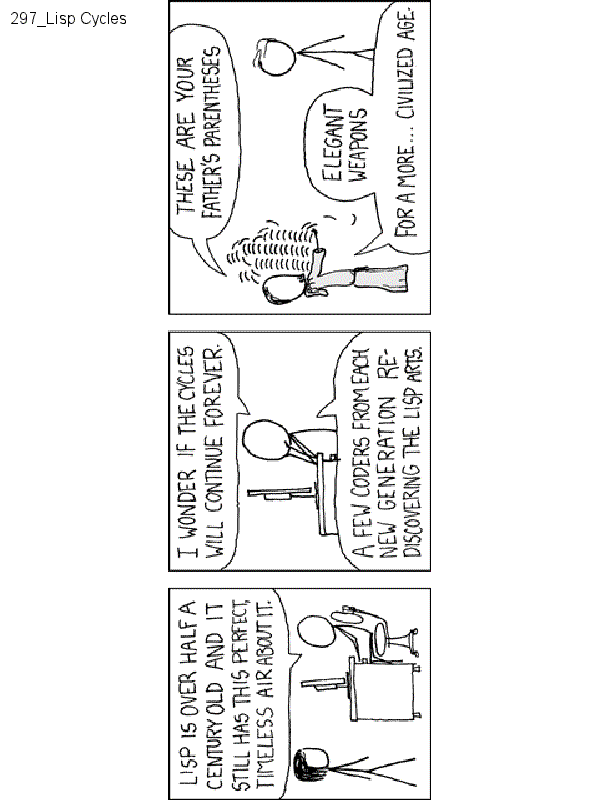 297_Lisp Cycles
LISP IS OVER HALF A
CENTURY OLD AND IT
STILL HAS THIS PERFECT,
TIMELESS AIR ABOUT IT.
I WONDER IF THE CYCLES
WILL CONTINUE FOREVER.
A FEW CODERS FROM EACH
NEW GENERATION RE-
DISCOVERING THE LISP ARTS.
THESE ARE YOUR
FATHER'S PARENTHESES
ELEGANT
WEAPONS
FOR A MORE... CIVILIZED AGE.